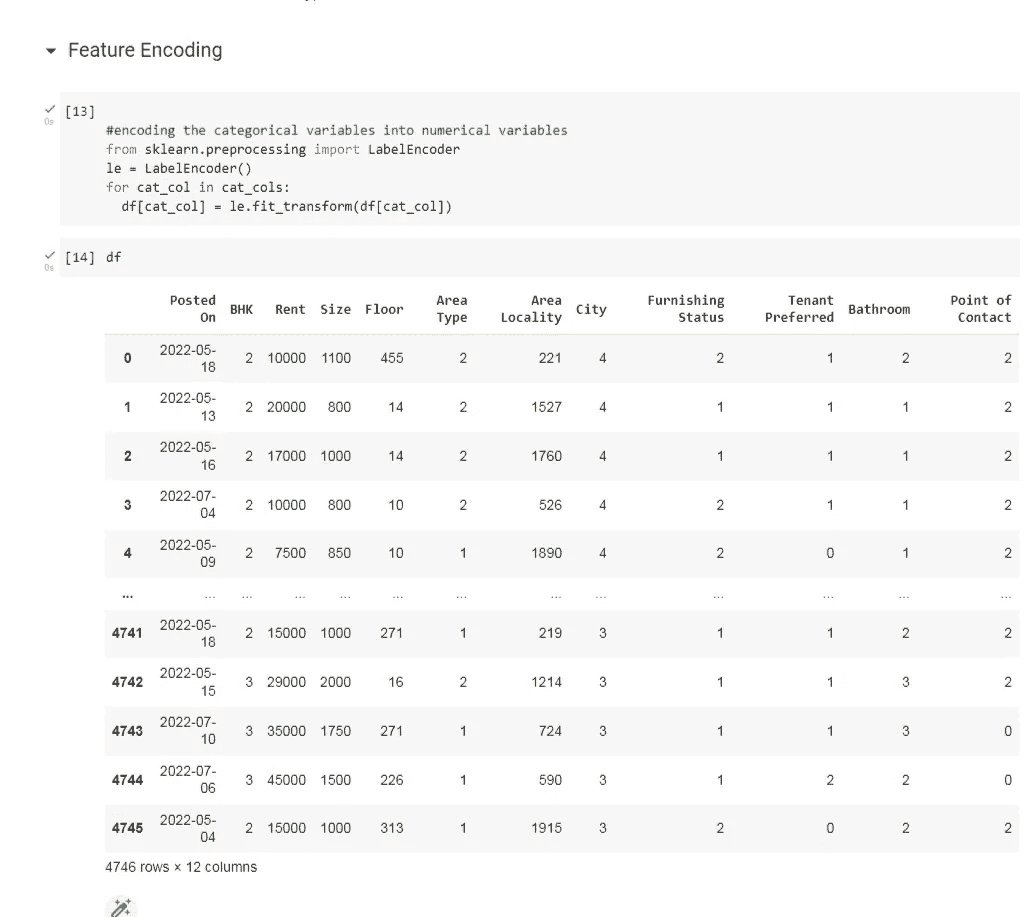 Feature Encoding
[13]
0s
#encoding the categorical variables into numerical variables
from sklearn.preprocessing import LabelEncoder
le = LabelEncoder()
for cat_col in cat_cols:
  df[cat_col] = le.fit_transform(df[cat_col])
[14] df
0s
Posted On BHK Rent Size Floor Area Type Area Locality City Furnishing Status Tenant Preferred Bathroom Point of Contact
0 2022-05-18 2 10000 1100 455 2 221 4 2 1 2 2
1 2022-05-13 2 20000 800 14 2 1527 4 1 1 1 2
2 2022-05-16 2 17000 1000 14 2 1760 4 1 1 1 2
3 2022-07-04 2 10000 800 10 2 526 4 2 1 1 2
4 2022-05-09 2 7500 850 10 1 1890 4 2 0 1 2
... ... ... ... ... ... ... ... ... ... ... ... ...
4741 2022-05-18 2 15000 1000 271 1 219 3 1 1 2 2
4742 2022-05-15 3 29000 2000 16 2 1214 3 1 1 3 2
4743 2022-07-10 3 35000 1750 271 1 724 3 1 1 3 0
4744 2022-07-06 3 45000 1500 226 1 590 3 1 2 2 0
4745 2022-05-04 2 15000 1000 313 1 1915 3 2 0 2 2
4746 rows × 12 columns